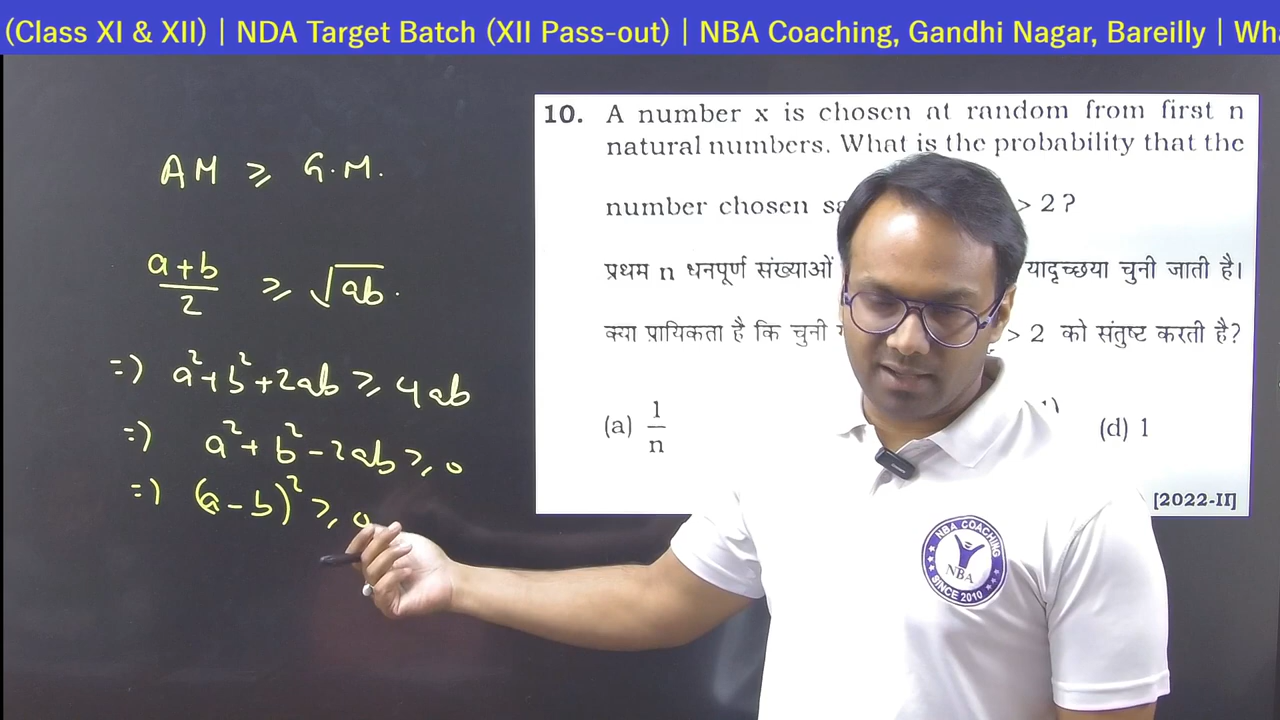 (Class XI & XII) | NDA Target Batch (XII Pass-out) | NBA Coaching, Gandhi Nagar, Bareilly |
AM ⩾ G.M.
a+b/2 ⩾ √ab.
=) a²+b²+2ab ⩾ 4ab
=) a²+b²-2ab ⩾ 0
=) (a-b)² ⩾ 0
10. A number x is chosen at random from first n
natural numbers. What is the probability that the
number chosen > 2 ?
प्रथम n धनपूर्ण संख्याओं यादृच्छया चुनी जाती है।
क्या प्रायिकता है कि चुनी > 2 को संतुष्ट करती है?
(a) 1/n (d) 1
[2022-II]
NBA COACHING
NBA
SINCE 2010